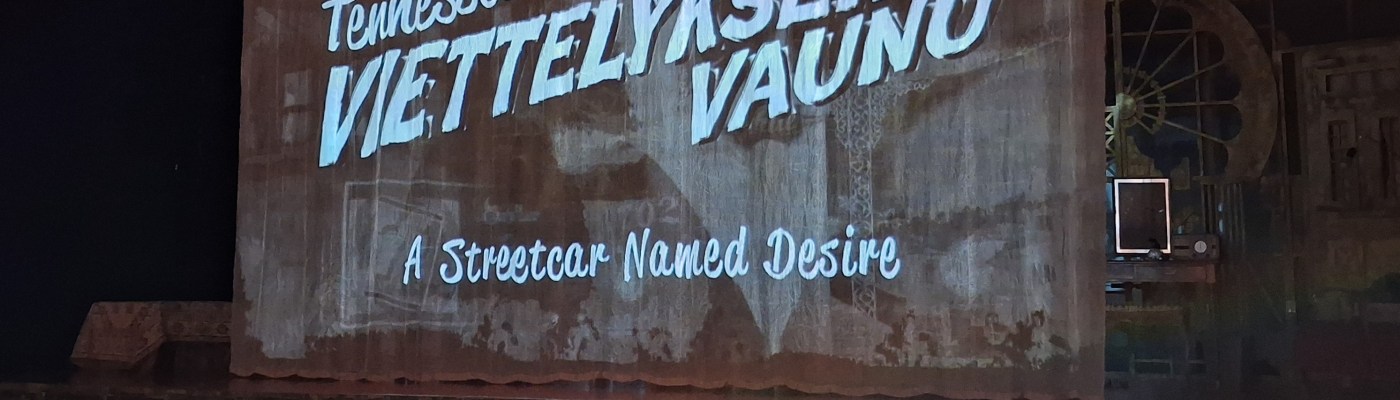 VIETTELYKSEN
VAUNU
A Streetcar Named Desire